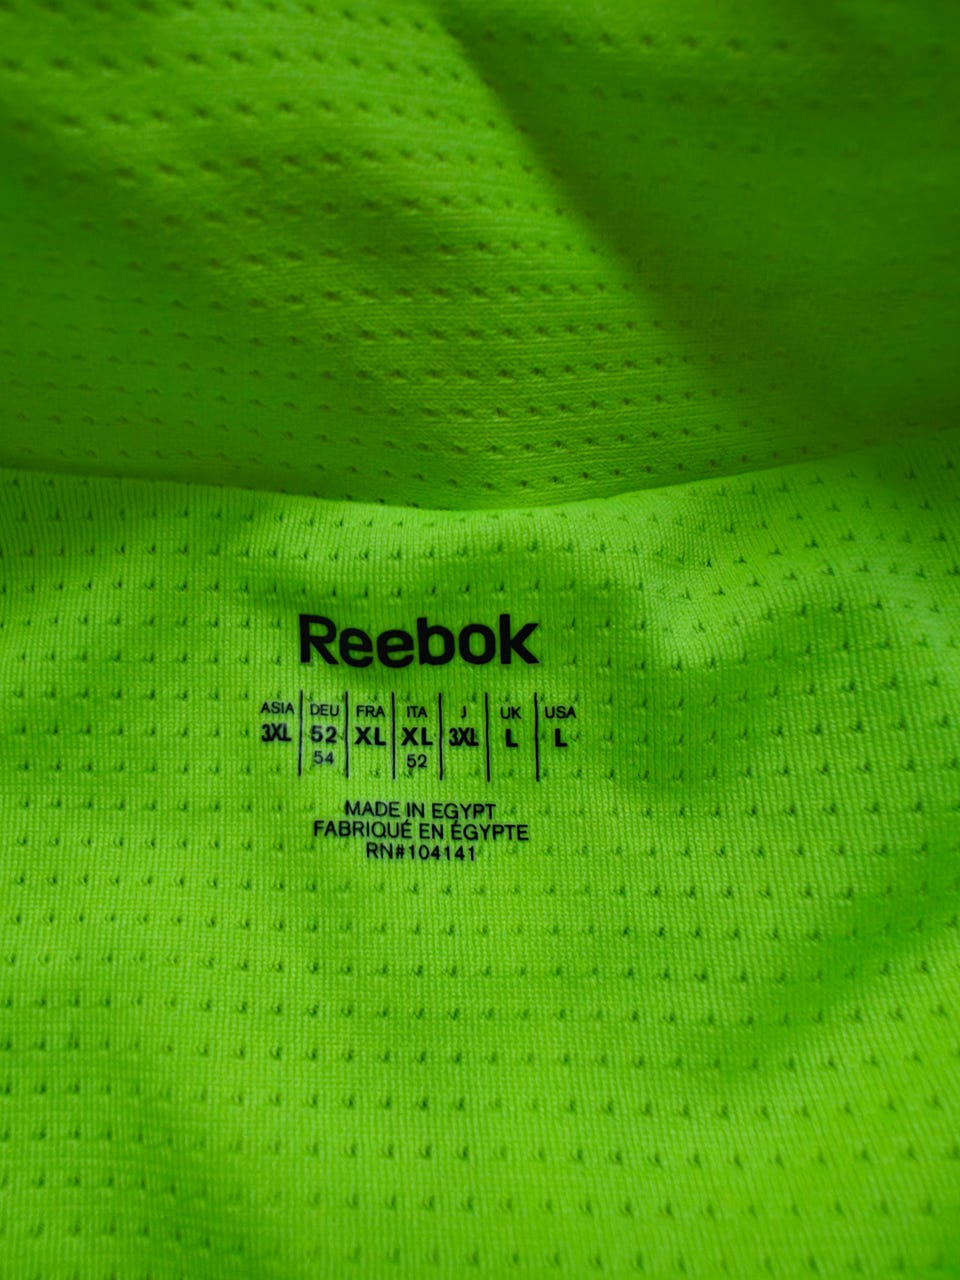 Reebok
ASIA DEU FRA ITA J UK USA
3XL 52 XL XL 3XL L L
54 52
MADE IN EGYPT
FABRIQUÉ EN ÉGYPTE
RN#104141